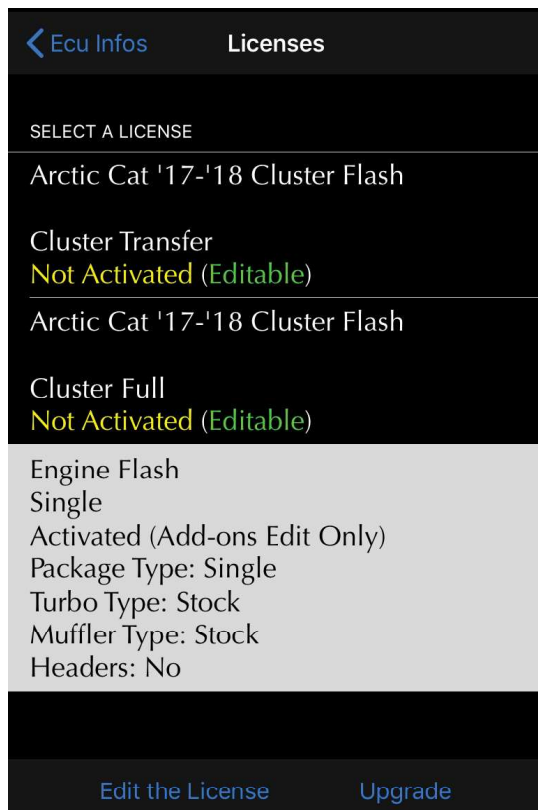 Ecu Infos
Licenses
SELECT A LICENSE
Arctic Cat '17-'18 Cluster Flash
Cluster Transfer
Not Activated (Editable)
Arctic Cat '17-'18 Cluster Flash
Cluster Full
Not Activated (Editable)
Engine Flash
Single
Activated (Add-ons Edit Only)
Package Type: Single
Turbo Type: Stock
Muffler Type: Stock
Headers: No
Edit the License
Upgrade